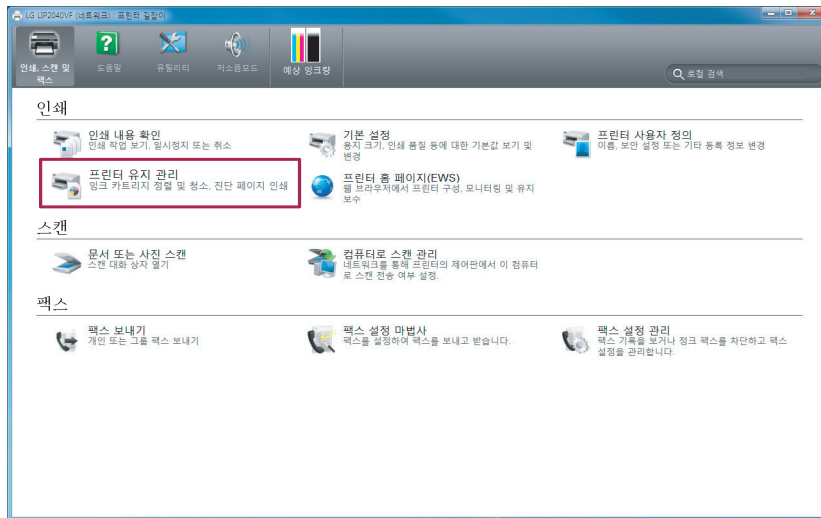 LG LIP2040VF (네트워크) : 프린터 길잡이
인쇄, 스캔 및
팩스
도움말
유틸리티
저소음모드
예상 잉크량
로컬 검색
인쇄
인쇄 내용 확인
인쇄 작업 보기, 일시정지 또는 취소
기본 설정
용지 크기, 인쇄 품질 등에 대한 기본값 보기 및
변경
프린터 사용자 정의
이름, 보안 설정 또는 기타 등록 정보 변경
프린터 유지 관리
잉크 카트리지 정렬 및 청소, 진단 페이지 인쇄
프린터 홈 페이지(EWS)
웹 브라우저에서 프린터 구성, 모니터링 및 유지
보수
스캔
문서 또는 사진 스캔
스캔 대화 상자 열기
컴퓨터로 스캔 관리
네트워크를 통해 프린터의 제어판에서 이 컴퓨터
로 스캔 전송 여부 설정.
팩스
팩스 보내기
개인 또는 그룹 팩스 보내기
팩스 설정 마법사
팩스를 설정하여 팩스를 보내고 받습니다.
팩스 설정 관리
팩스 기록을 보거나 정크 팩스를 차단하고 팩스
설정을 관리합니다.